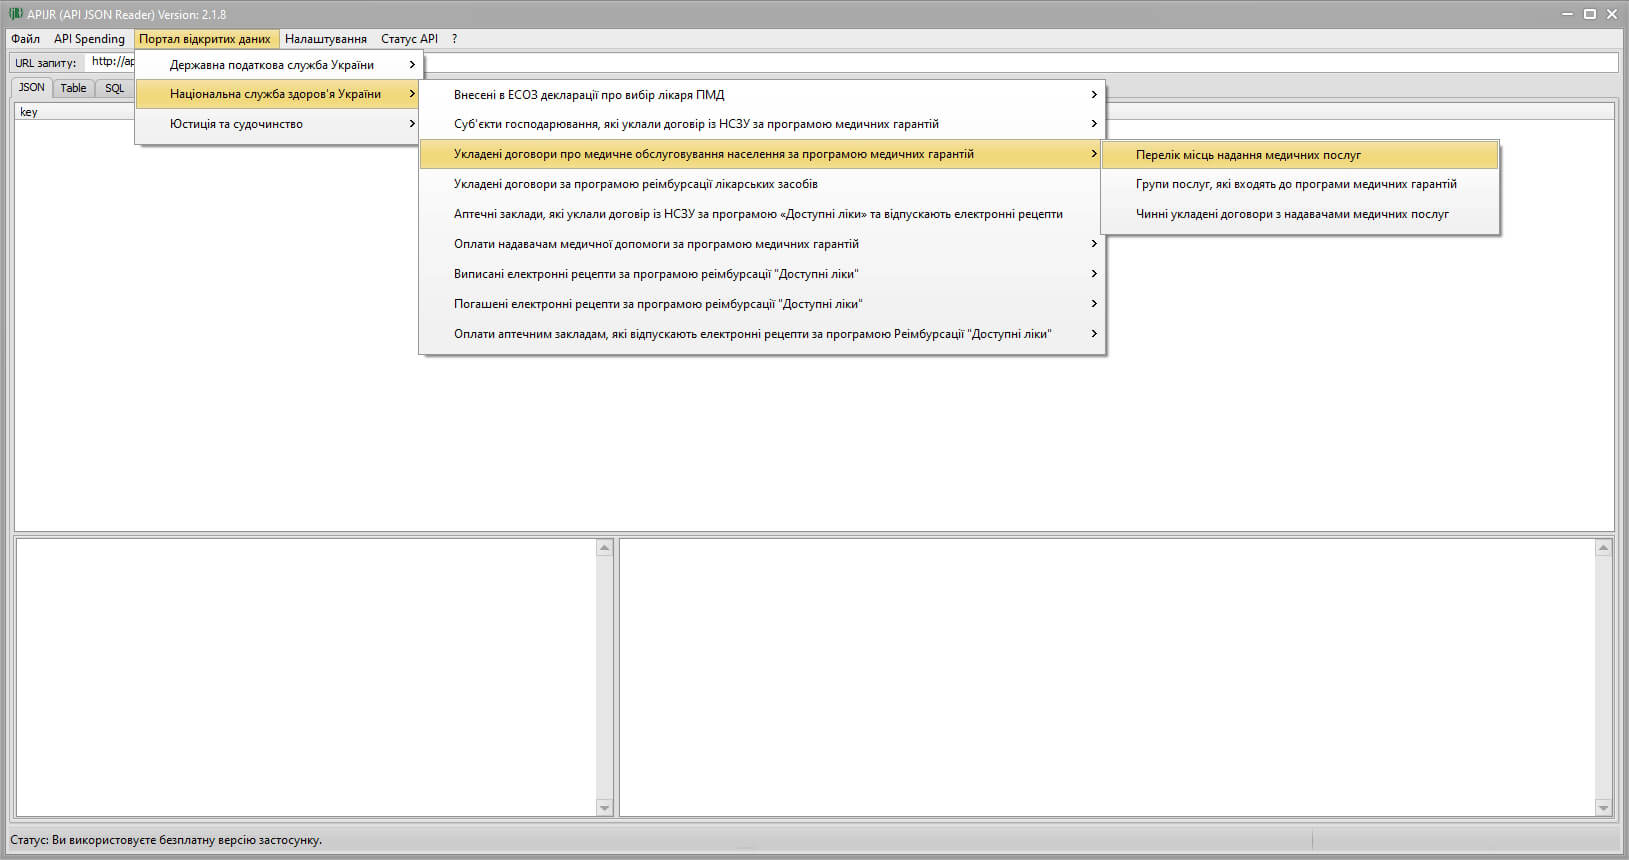 APIJR (API JSON Reader) Version: 2.1.8
Файл API Spending Портал відкритих даних Налаштування Статус API ?
URL запиту: http://ap
JSON Table SQL
key
Державна податкова служба України
Національна служба здоров'я України
Юстиція та судочинство
Внесені в ЕСОЗ декларації про вибір лікаря ПМД
Суб'єкти господарювання, які уклали договір із НСЗУ за програмою медичних гарантій
Укладені договори про медичне обслуговування населення за програмою медичних гарантій
Укладені договори за програмою реімбурсації лікарських засобів
Аптечні заклади, які уклали договір із НСЗУ за програмою «Доступні ліки» та відпускають електронні рецепти
Оплати надавачам медичної допомоги за програмою медичних гарантій
Виписані електронні рецепти за програмою реімбурсації "Доступні ліки"
Погашені електронні рецепти за програмою реімбурсації "Доступні ліки"
Оплати аптечним закладам, які відпускають електронні рецепти за програмою Реімбурсації "Доступні ліки"
Перелік місць надання медичних послуг
Групи послуг, які входять до програми медичних гарантій
Чинні укладені договори з надавачами медичних послуг
Статус: Ви використовуєте безплатну версію застосунку.